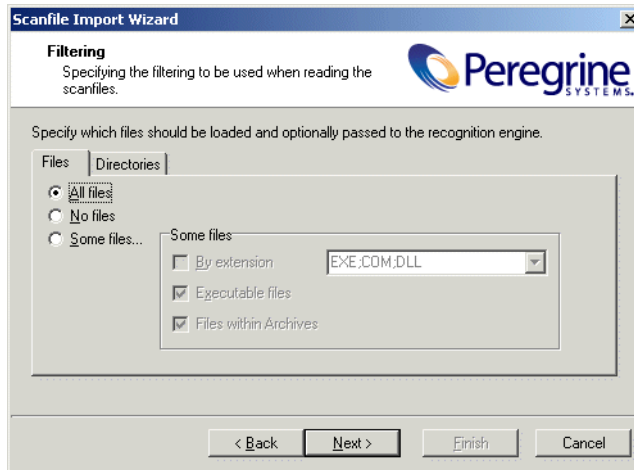 Scanfile Import Wizard
Filtering
Specifying the filtering to be used when reading the
scanfiles.
Peregrine
SYSTEMS
Specify which files should be loaded and optionally passed to the recognition engine.
Files
Directories
All files
No files
Some files...
Some files
By extension
EXE;COM;DLL
Executable files
Files within Archives
< Back
Next >
Finish
Cancel